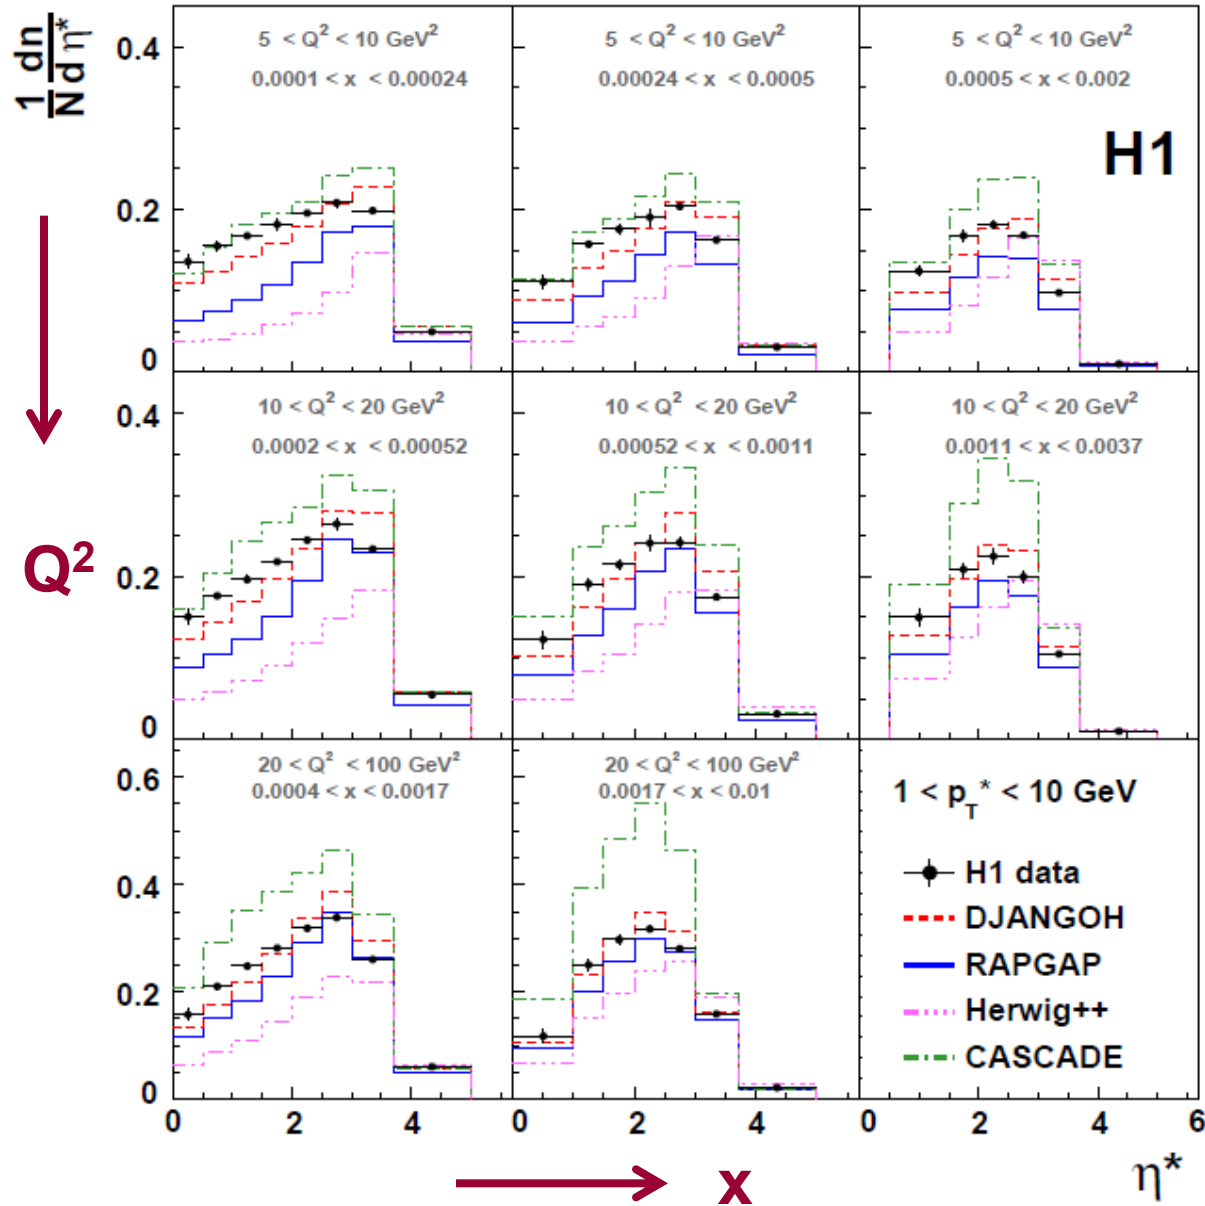 1 dn
N d η*
0.4
5 < Q² < 10 GeV²
0.0001 < x < 0.00024
5 < Q² < 10 GeV²
0.00024 < x < 0.0005
5 < Q² < 10 GeV²
0.0005 < x < 0.002
H1
0.2
0
0.4
10 < Q² < 20 GeV²
0.0002 < x < 0.00052
10 < Q² < 20 GeV²
0.00052 < x < 0.0011
10 < Q² < 20 GeV²
0.0011 < x < 0.0037
Q²
0.2
0
0.6
20 < Q² < 100 GeV²
0.0004 < x < 0.0017
20 < Q² < 100 GeV²
0.0017 < x < 0.01
1 < p_T* < 10 GeV
0.4
H1 data
DJANGOH
RAPGAP
Herwig++
CASCADE
0.2
0
0 2 4 0 2 4 0 2 4 6
x
η*